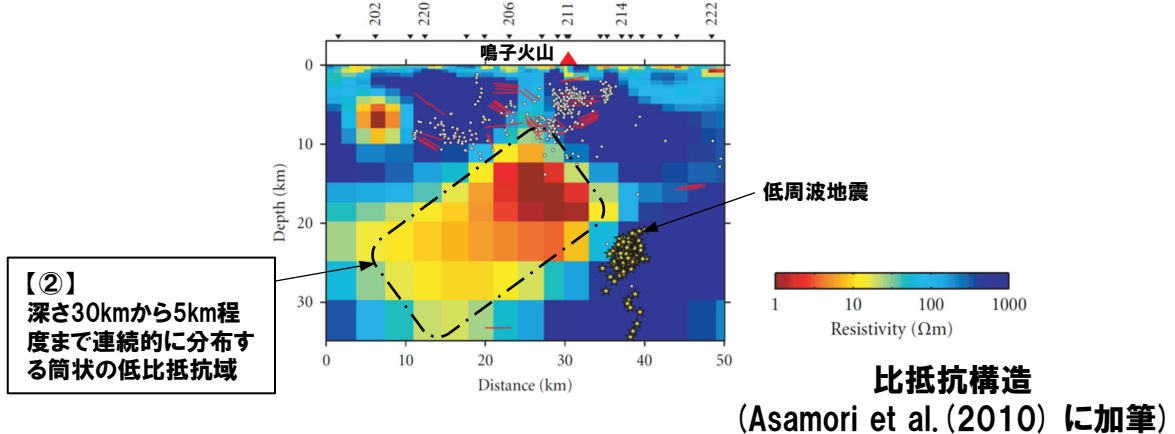 202 220 206 211 214 222
鳴子火山
0
10
20
30
Depth (km)
低周波地震
【②】
深さ30kmから5km程
度まで連続的に分布す
る筒状の低比抵抗域
0 10 20 30 40 50
Distance (km)
1 10 100 1000
Resistivity (Ωm)
比抵抗構造
(Asamori et al.(2010) に加筆)